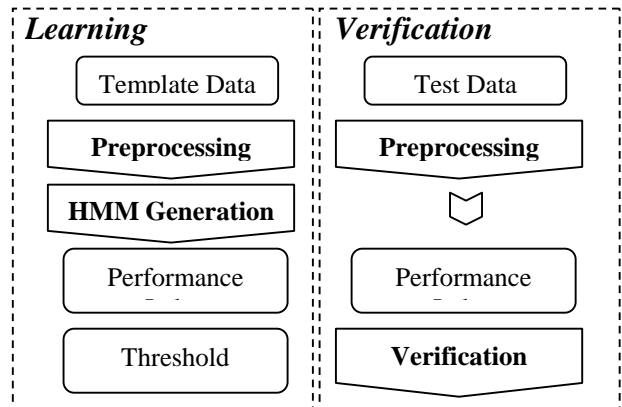 Learning
Template Data
Preprocessing
HMM Generation
Performance
Threshold
Verification
Test Data
Preprocessing
Performance
Verification